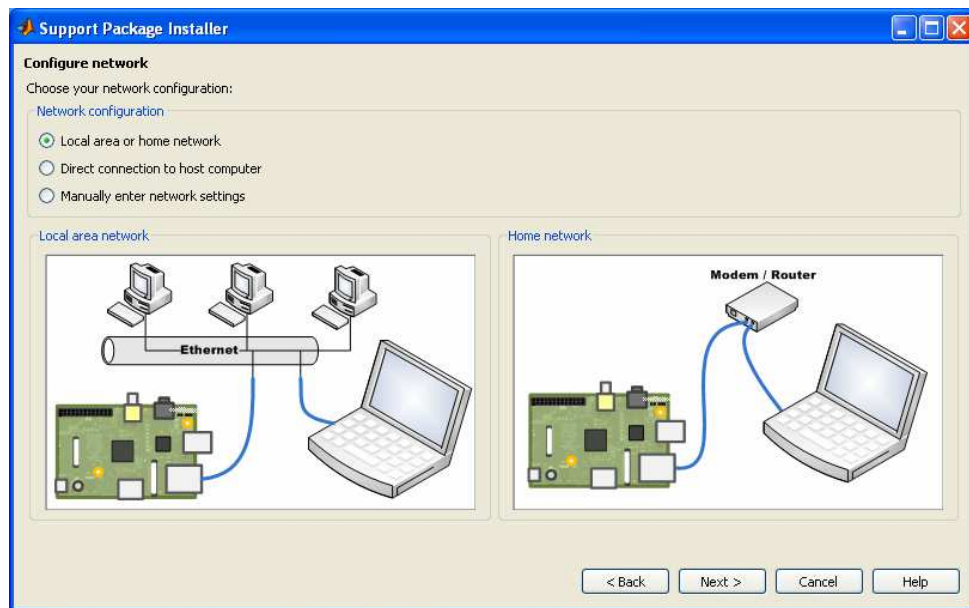 Support Package Installer
Configure network
Choose your network configuration:
Network configuration
Local area or home network
Direct connection to host computer
Manually enter network settings
Local area network
Ethernet
Home network
Modem / Router
< Back
Next >
Cancel
Help